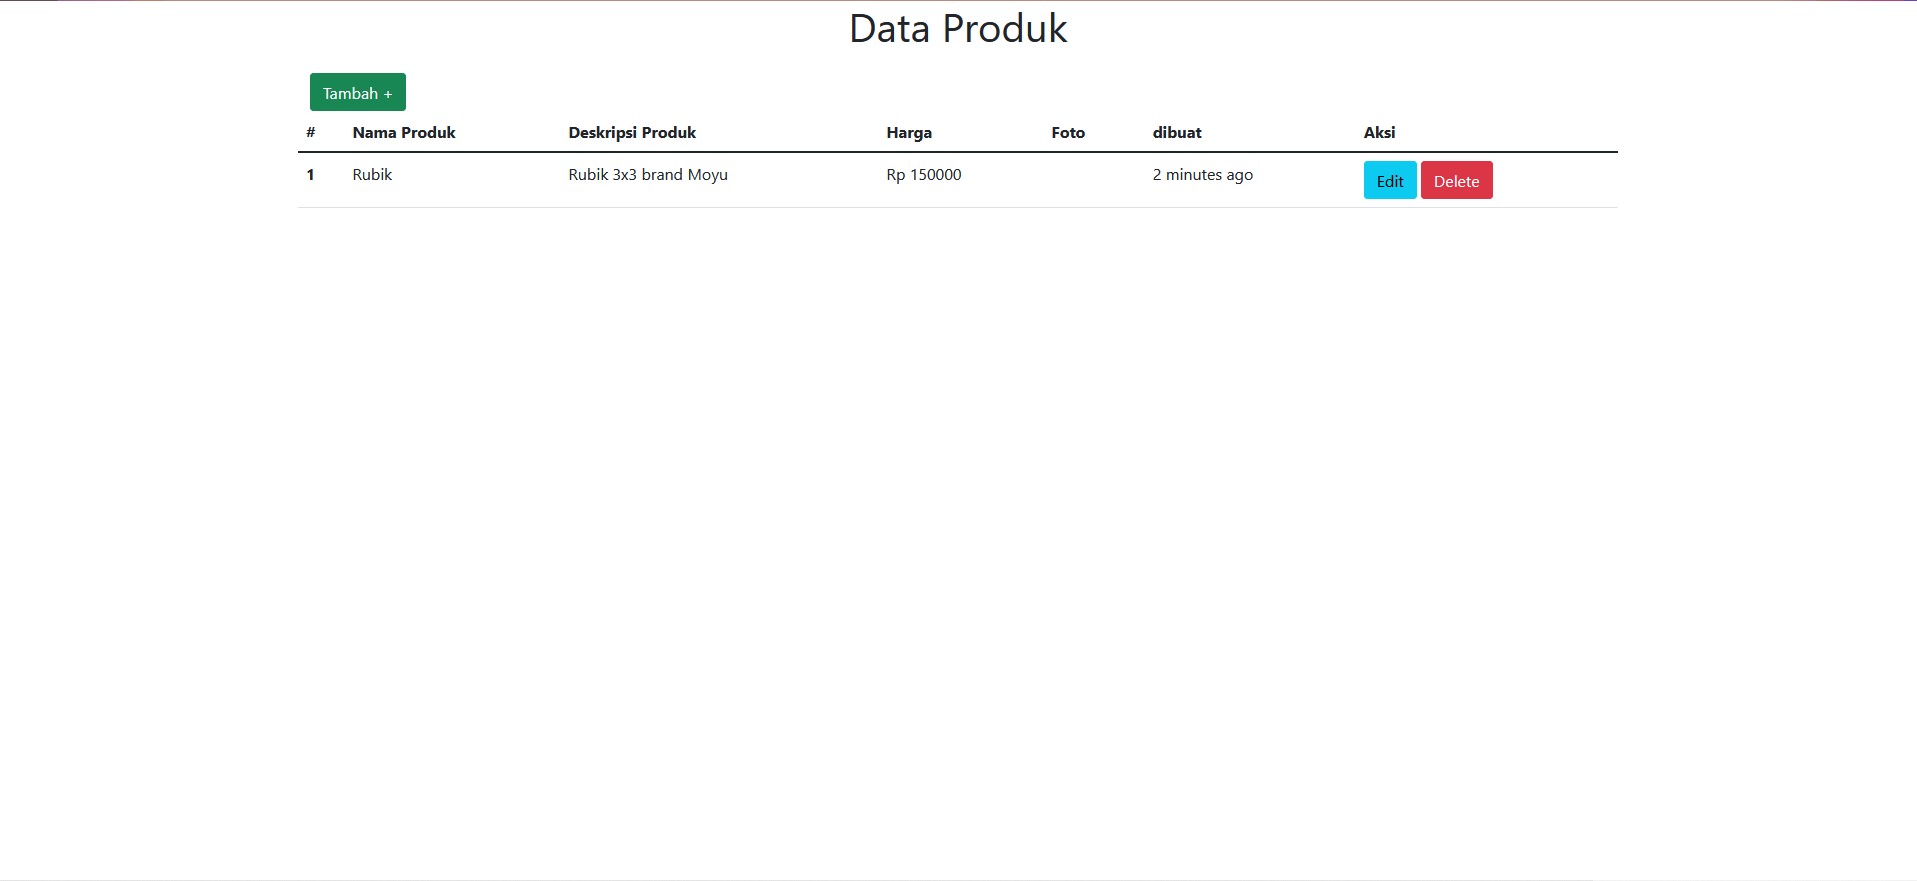 Data Produk
Tambah +
# Nama Produk Deskripsi Produk Harga Foto dibuat Aksi
1 Rubik Rubik 3x3 brand Moyu Rp 150000 2 minutes ago Edit Delete